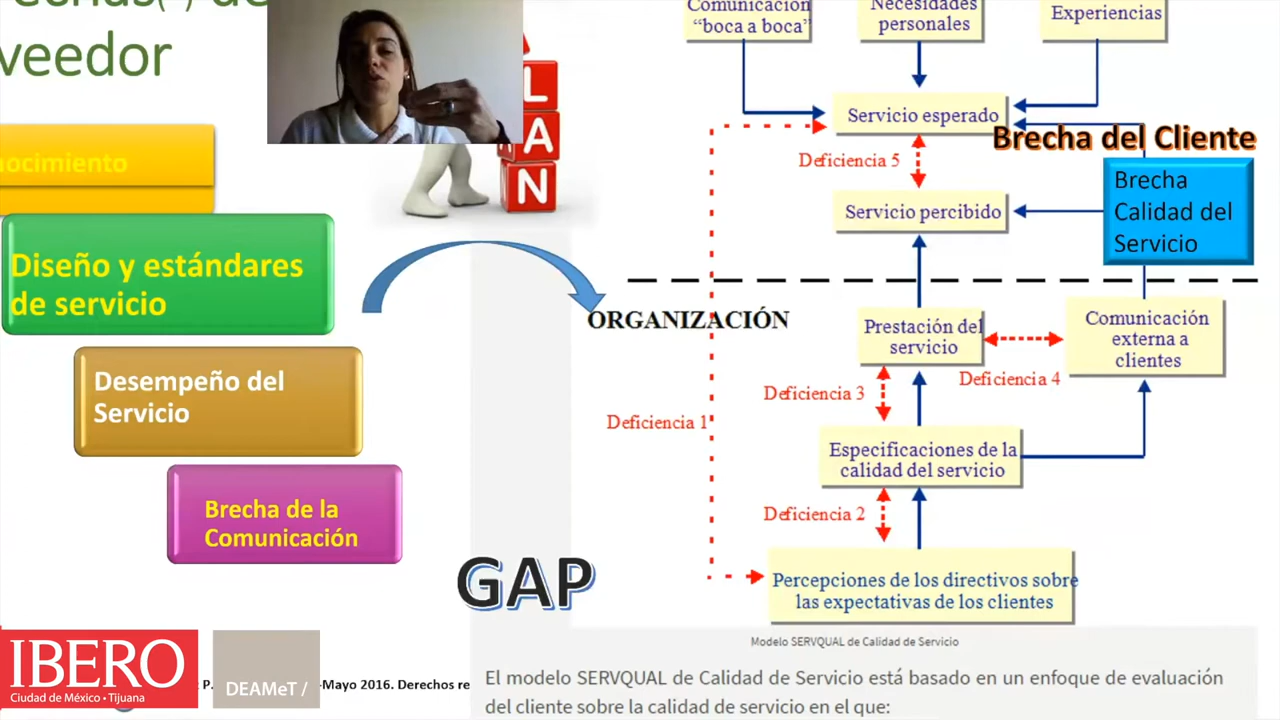 veedor
nocimiento
Diseño y estándares
de servicio
Desempeño del
Servicio
Brecha de la
Comunicación
L
A
N
GAP
Comunicación
“boca a boca”
Necesidades
personales
Experiencias
Servicio esperado
Brecha del Cliente
Deficiencia 5
Brecha
Calidad del
Servicio
Servicio percibido
ORGANIZACIÓN
Prestación del
servicio
Comunicación
externa a
clientes
Deficiencia 3
Deficiencia 4
Deficiencia 1
Especificaciones de la
calidad del servicio
Deficiencia 2
Percepciones de los directivos sobre
las expectativas de los clientes
Modelo SERVQUAL de Calidad de Servicio
El modelo SERVQUAL de Calidad de Servicio está basado en un enfoque de evaluación
del cliente sobre la calidad de servicio en el que:
IBERO
Ciudad de México • Tijuana
DEAMeT /
P.
-Mayo 2016. Derechos re